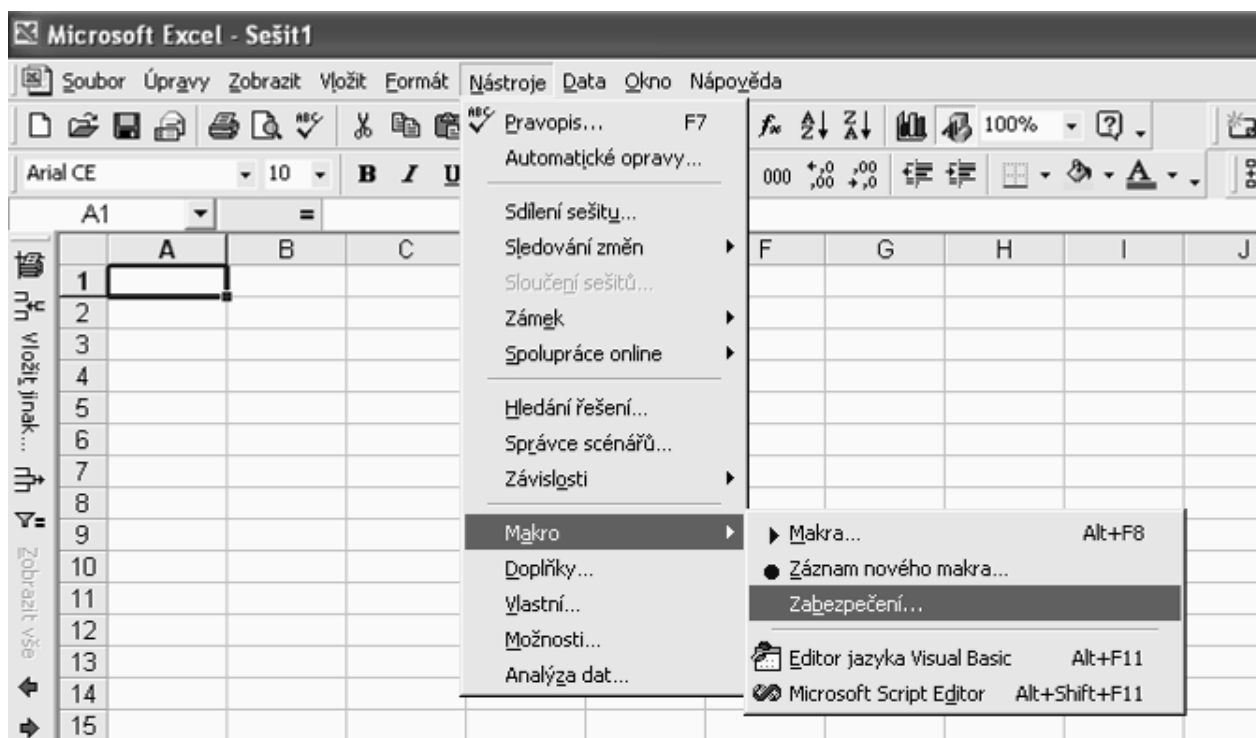 Microsoft Excel - Sešit1
Soubor Úpravy Zobrazit Vložit Formát Nástroje Data Okno Nápověda
100%
Arial CE 10 B I U 000
A1 =
A B C F G H I J
1
2
3
4
5
6
7
8
9
10
11
12
13
14
15
Vložit jinak...
Zobrazit vše
Pravopis... F7
Automatické opravy...
Sdílení sešitu...
Sledování změn
Sloučení sešitů...
Zámek
Spolupráce online
Hledání řešení...
Správce scénářů...
Závislosti
Makro
Doplňky...
Vlastní...
Možnosti...
Analýza dat...
Makra... Alt+F8
Záznam nového makra...
Zabezpečení...
Editor jazyka Visual Basic Alt+F11
Microsoft Script Editor Alt+Shift+F11